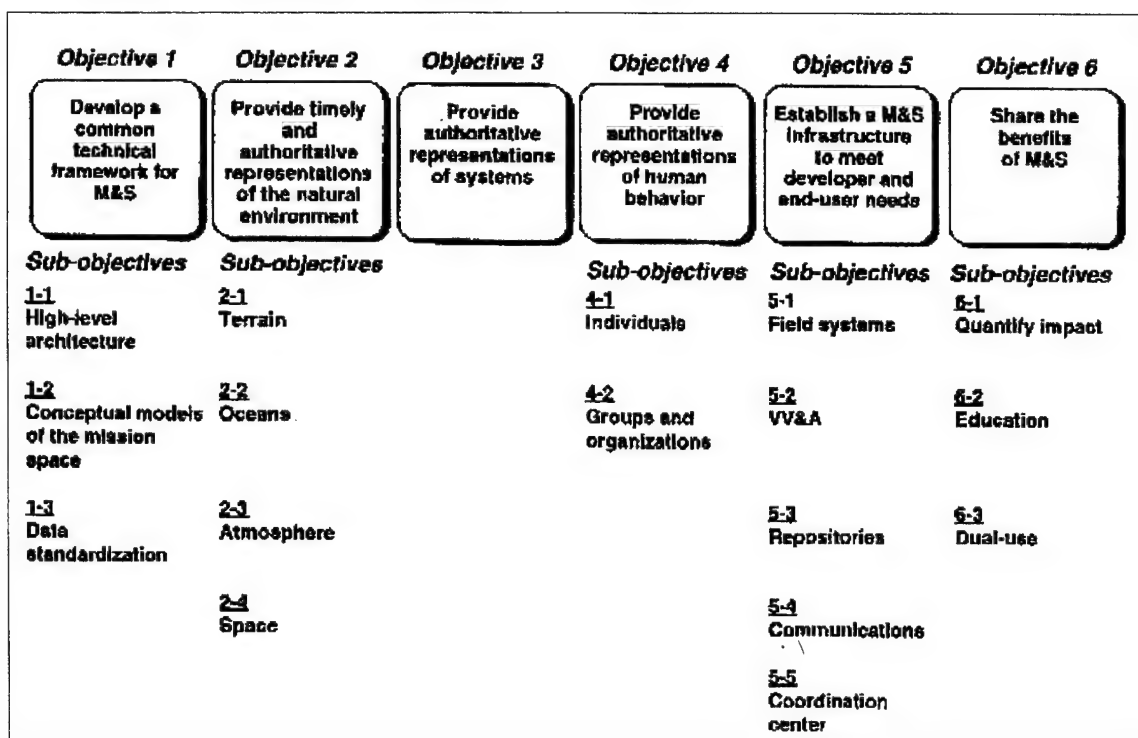 Objective 1
Develop a
common
technical
framework for
M&S
Sub-objectives
1-1
High-level
architecture
1-2
Conceptual models
of the mission
space
1-3
Data
standardization
Objective 2
Provide timely
and
authoritative
representations
of the natural
environment
Sub-objectives
2-1
Terrain
2-2
Oceans
2-3
Atmosphere
2-4
Space
Objective 3
Provide
authoritative
representations
of systems
Objective 4
Provide
authoritative
representations
of human
behavior
Sub-objectives
4-1
Individuals
4-2
Groups and
organizations
Objective 5
Establish a M&S
infrastructure
to meet
developer and
end-user needs
Sub-objectives
5-1
Field systems
5-2
VV&A
5-3
Repositories
5-4
Communications
5-5
Coordination
center
Objective 6
Share the
benefits
of M&S
Sub-objectives
6-1
Quantify impact
6-2
Education
6-3
Dual-use